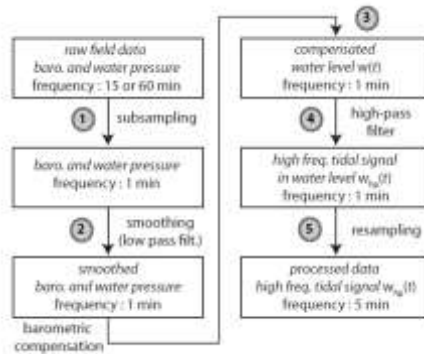 raw field data
baro. and water pressure
frequency : 15 or 60 min
1
subsampling
baro. and water pressure
frequency : 1 min
2
smoothing
(low pass filt.)
smoothed
baro. and water pressure
frequency : 1 min
barometric
compensation
3
compensated
water level w(t)
frequency : 1 min
4
high-pass
filter
high freq. tidal signal
in water level w
(t)
frequency : 1 min
5
resampling
processed data
high freq. tidal signal w
(t)
frequency : 5 min